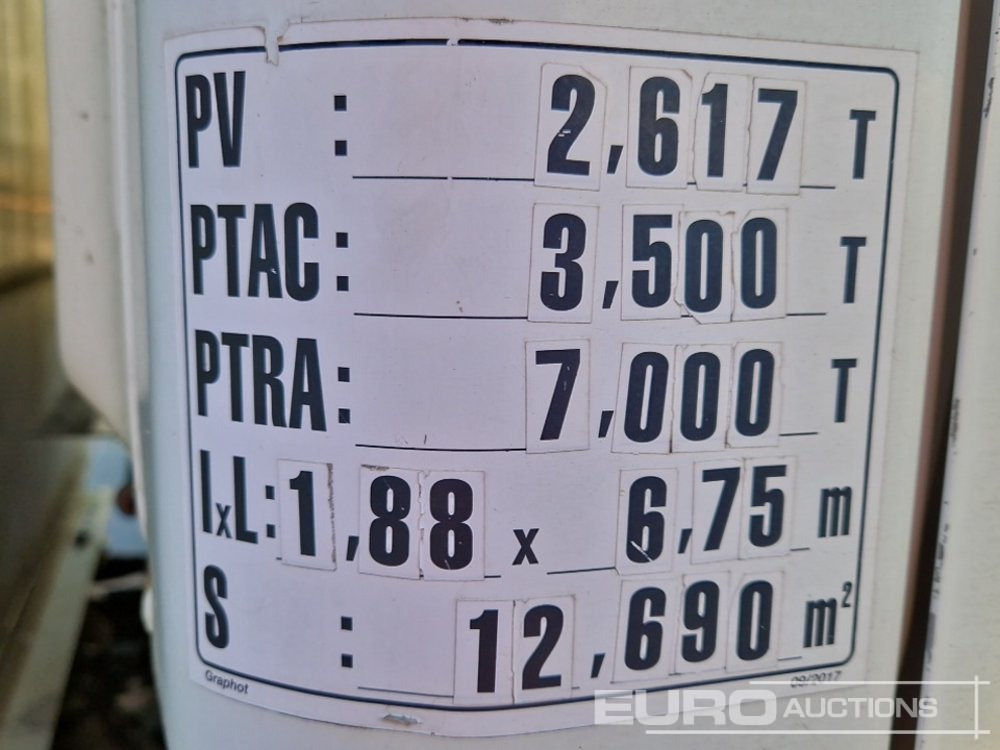 PV : 2,617 T
PTAC : 3,500 T
PTRA : 7,000 T
lxL : 1,88 x 6,75 m
S : 12,690 m²
Graphot 09/2017
EURO AUCTIONS